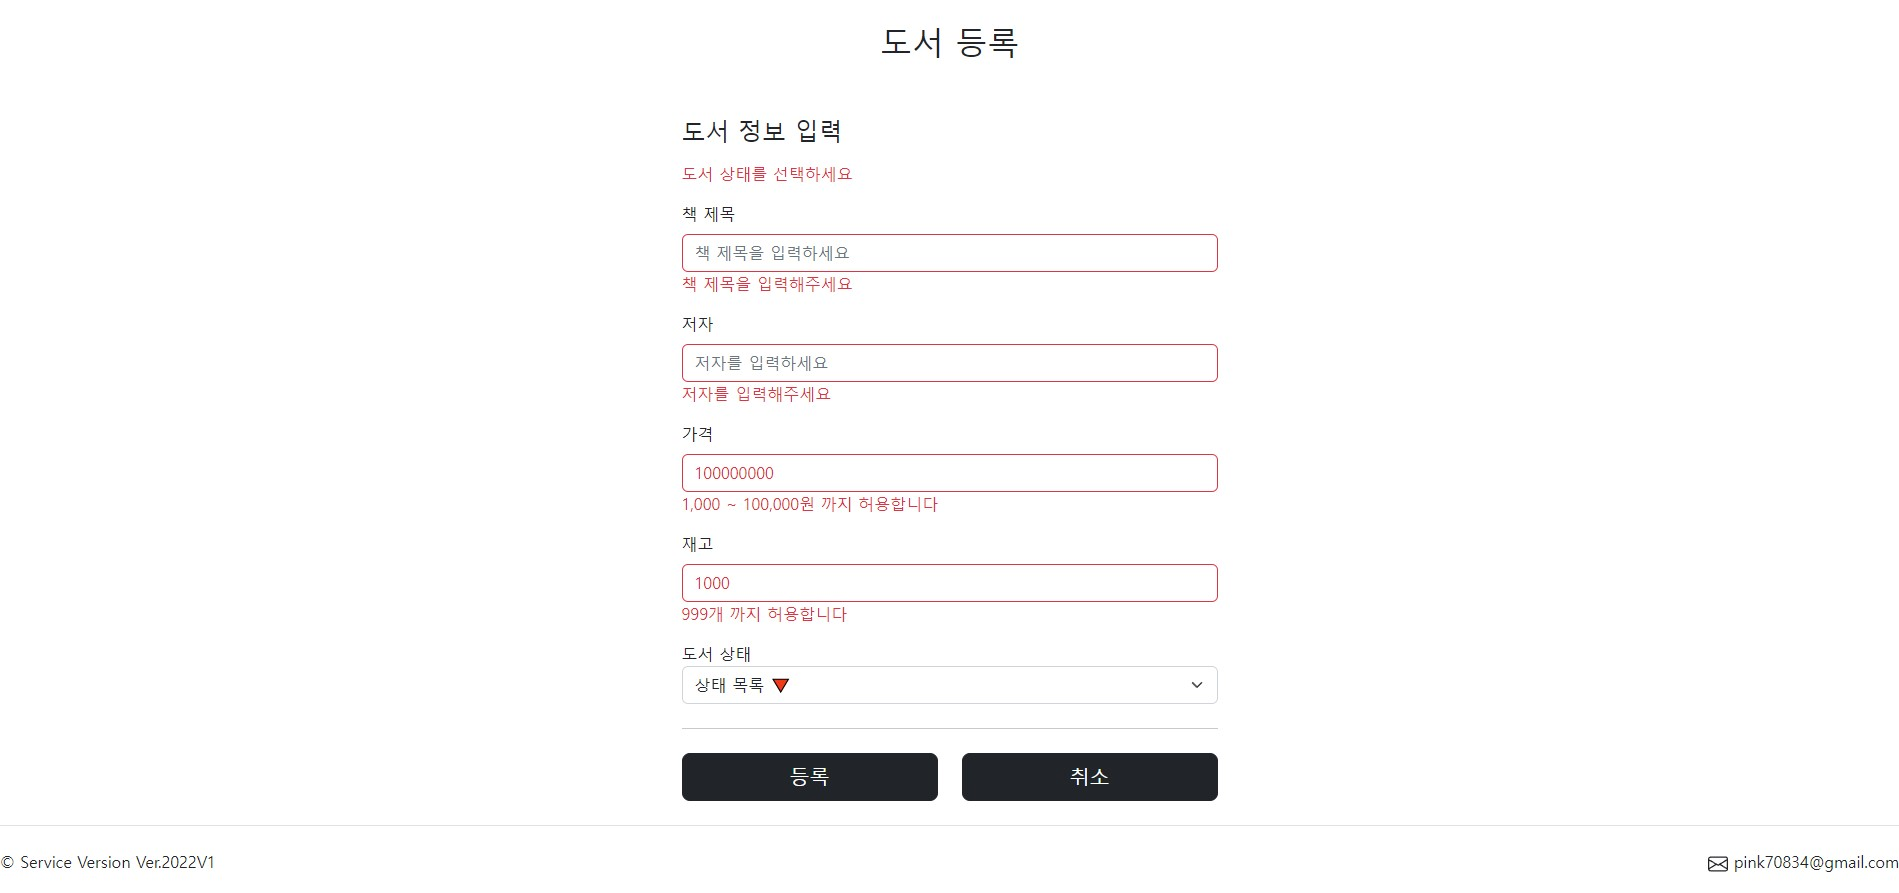 도서 등록
도서 정보 입력
도서 상태를 선택하세요
책 제목
책 제목을 입력하세요
책 제목을 입력해주세요
저자
저자를 입력하세요
저자를 입력해주세요
가격
100000000
1,000 ~ 100,000원 까지 허용합니다
재고
1000
999개 까지 허용합니다
도서 상태
상태 목록
등록
취소
© Service Version Ver.2022V1
pink70834@gmail.com